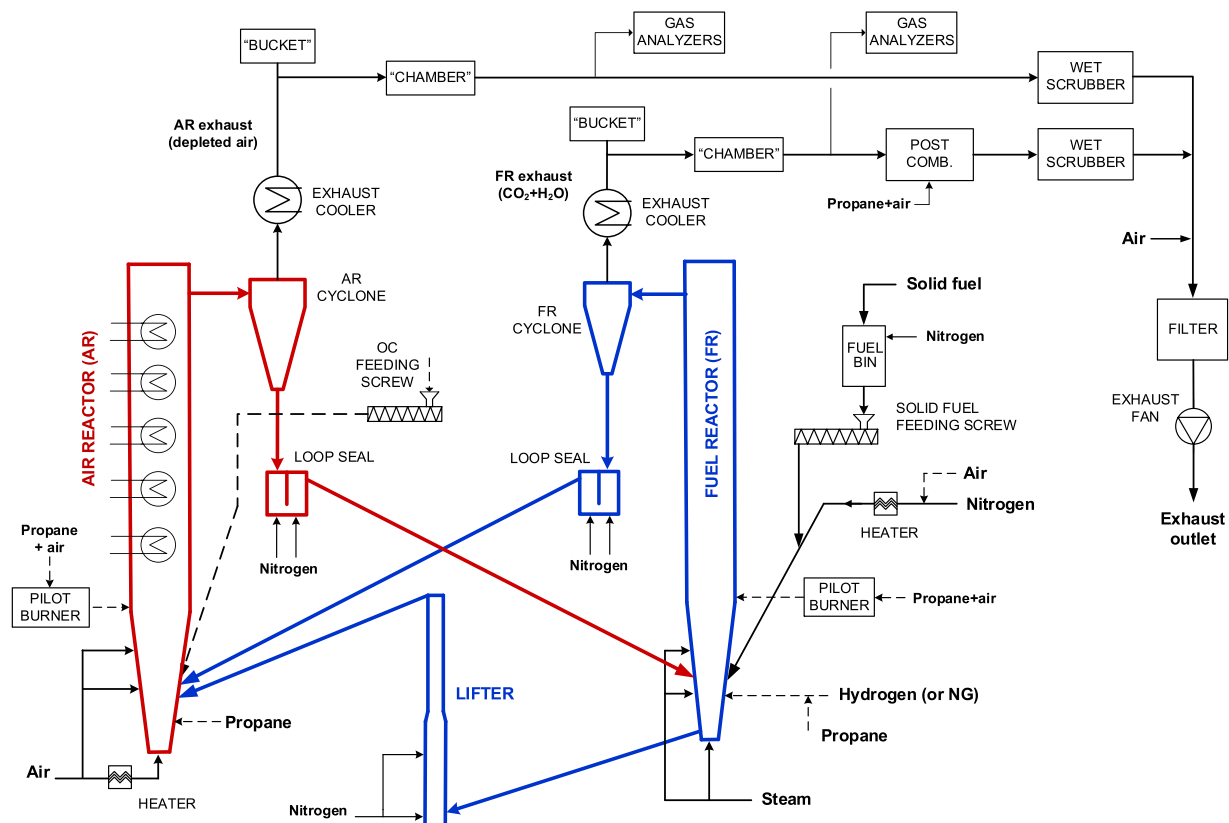 GAS
ANALYZERS
GAS
ANALYZERS
"BUCKET"
"CHAMBER"
WET
SCRUBBER
AR exhaust
(depleted air)
"BUCKET"
"CHAMBER"
POST
COMB.
WET
SCRUBBER
FR exhaust
(CO₂+H₂O)
EXHAUST
COOLER
EXHAUST
COOLER
Propane+air
Air
AR
CYCLONE
FR
CYCLONE
Solid fuel
FUEL
BIN
Nitrogen
FILTER
AIR REACTOR (AR)
OC
FEEDING
SCREW
FUEL REACTOR (FR)
SOLID FUEL
FEEDING SCREW
EXHAUST
FAN
LOOP SEAL
LOOP SEAL
Air
Nitrogen
HEATER
Exhaust
outlet
Propane
+ air
Nitrogen
Nitrogen
PILOT
BURNER
PILOT
BURNER
Propane+air
LIFTER
Hydrogen (or NG)
Propane
Propane
Air
HEATER
Nitrogen
Steam